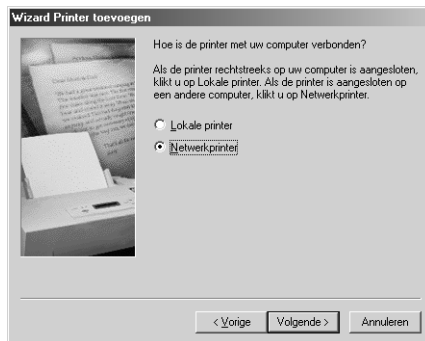 Wizard Printer toevoegen
Hoe is de printer met uw computer verbonden?
Als de printer rechtstreeks op uw computer is aangesloten,
klikt u op Lokale printer. Als de printer is aangesloten op
een andere computer, klikt u op Netwerkprinter.
Lokale printer
Netwerkprinter
< Vorige
Volgende >
Annuleren